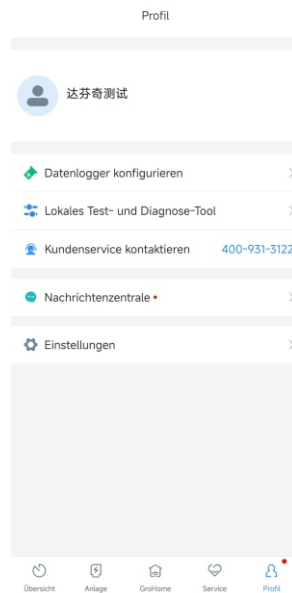 Profil
达芬奇测试
Datenlogger konfigurieren
Lokales Test- und Diagnose-Tool
Kundenservice kontaktieren 400-931-3122
Nachrichtenzentrale
Einstellungen
Übersicht Anlage GroHome Service Profil